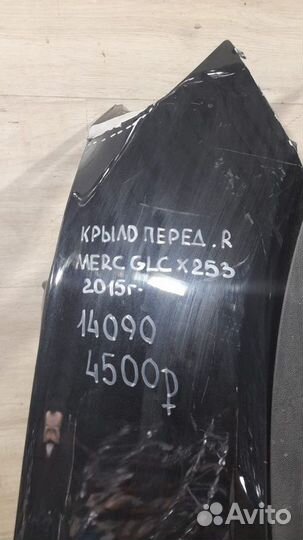 КРЫЛО ПЕРЕД. R
MERC GLC X253
2015г.
14090
4500₽
Avito